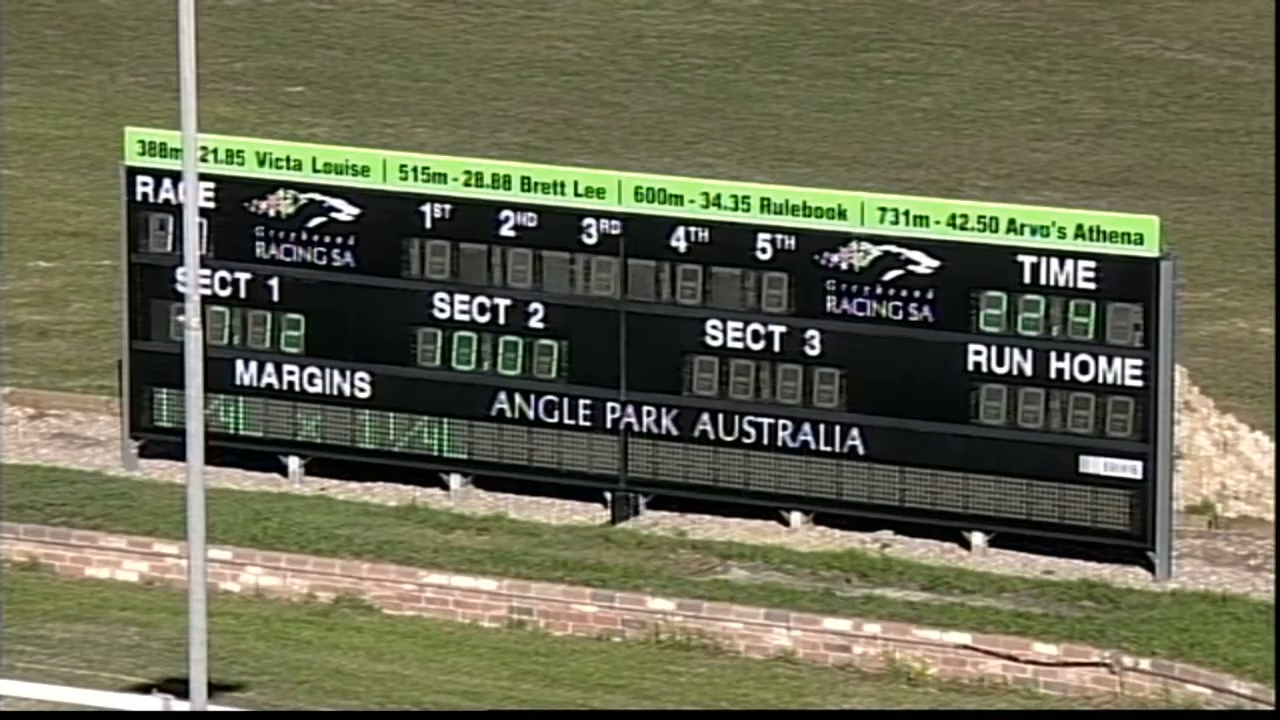 388m 21.85 Victa Louise | 515m - 28.88 Brett Lee | 600m - 34.35 Rulebook | 731m - 42.50 Arvo's Athena
RACE
Greyhound
RACING SA
1ST 2ND 3RD 4TH 5TH
Greyhound
RACING SA
TIME
22.4
SECT 1
SECT 2
SECT 3
RUN HOME
MARGINS
ANGLE PARK AUSTRALIA